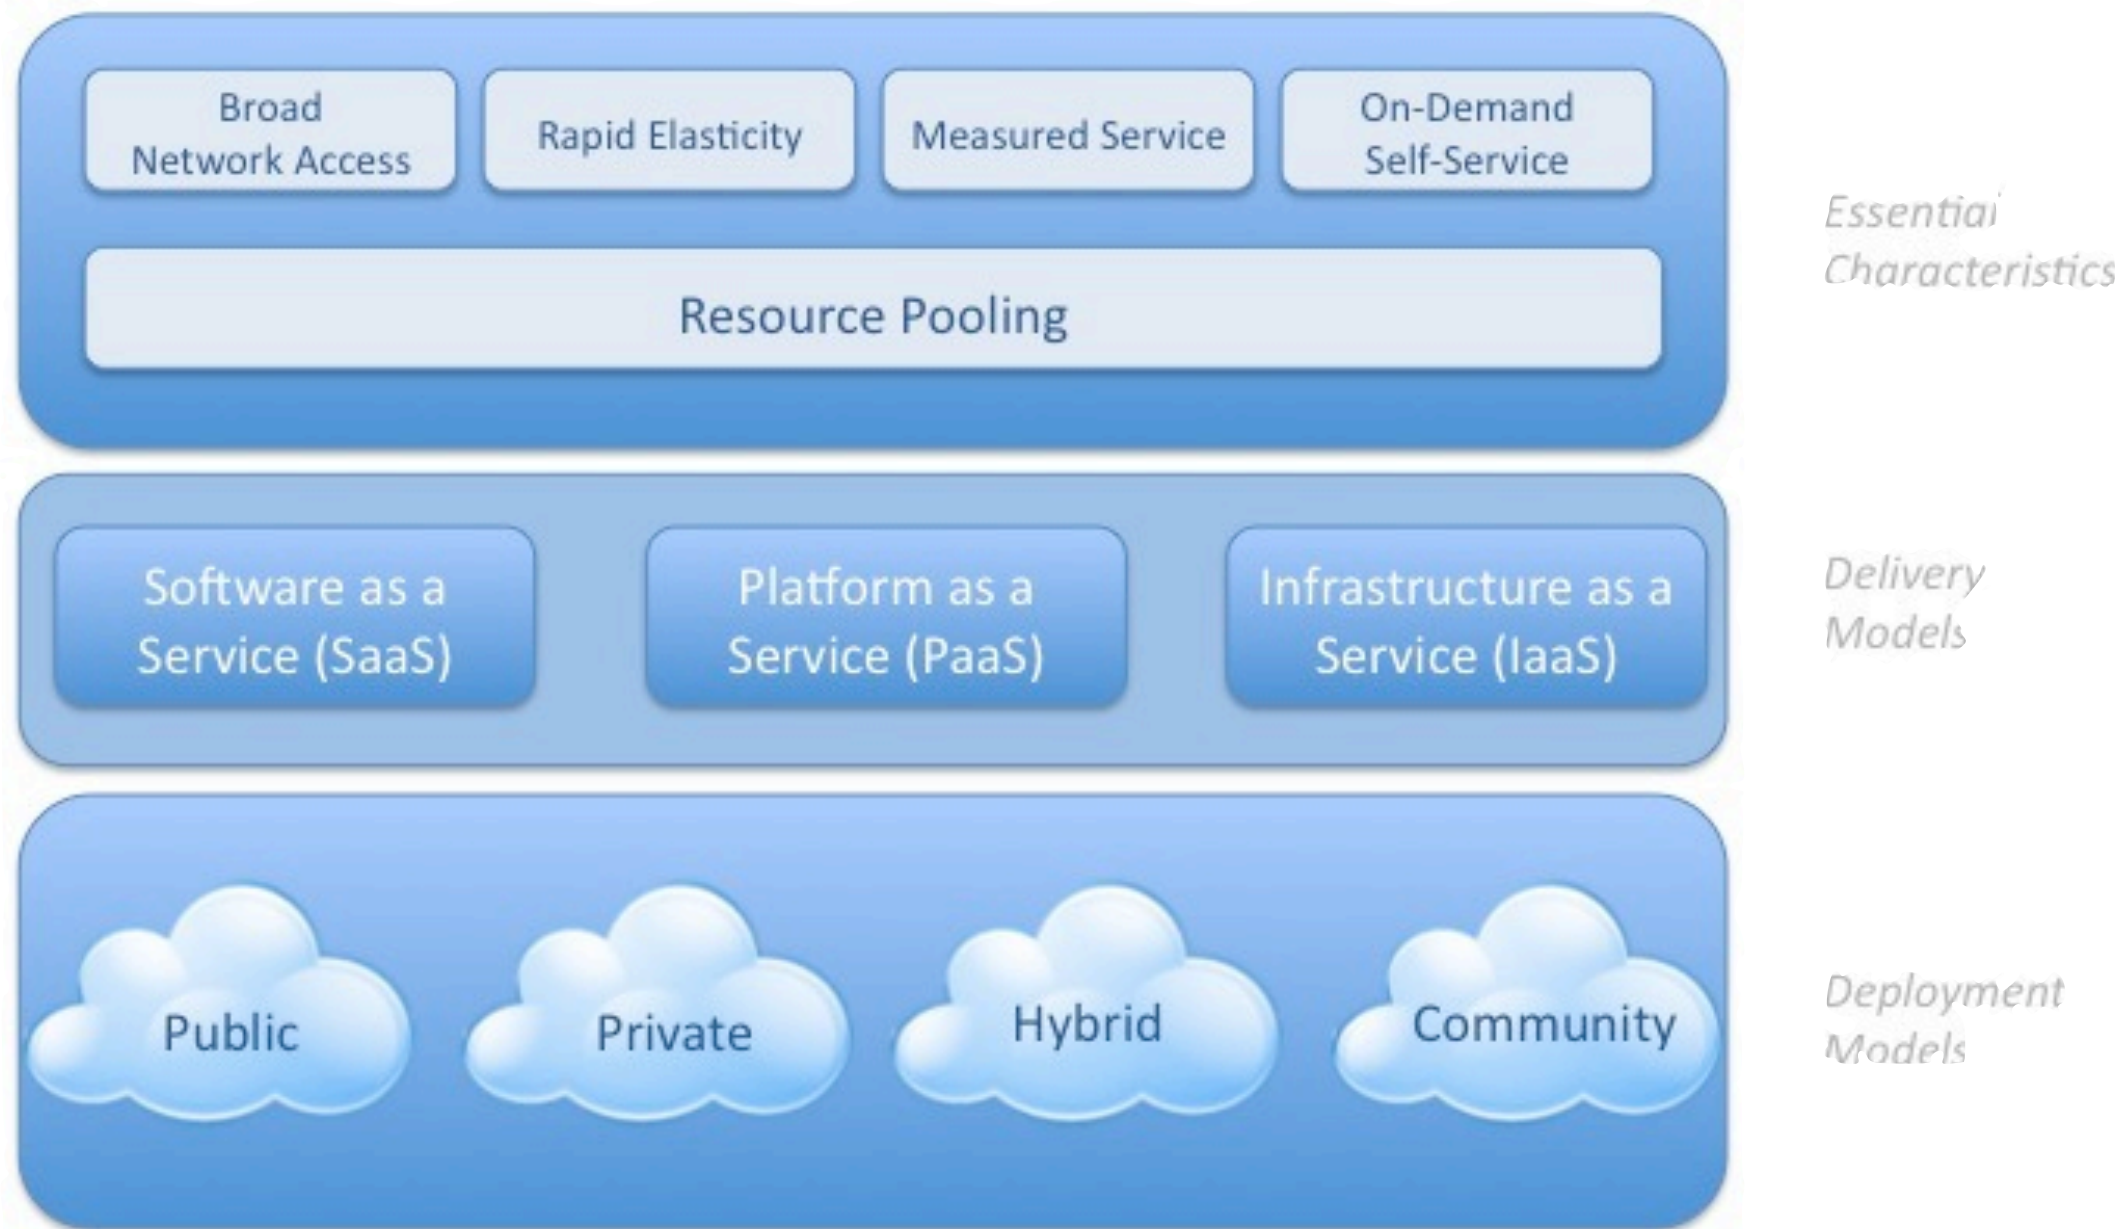 Broad
Network Access
Rapid Elasticity
Measured Service
On-Demand
Self-Service
Resource Pooling
Essential
Characteristics
Software as a
Service (SaaS)
Platform as a
Service (PaaS)
Infrastructure as a
Service (IaaS)
Delivery
Models
Public
Private
Hybrid
Community
Deployment
Models